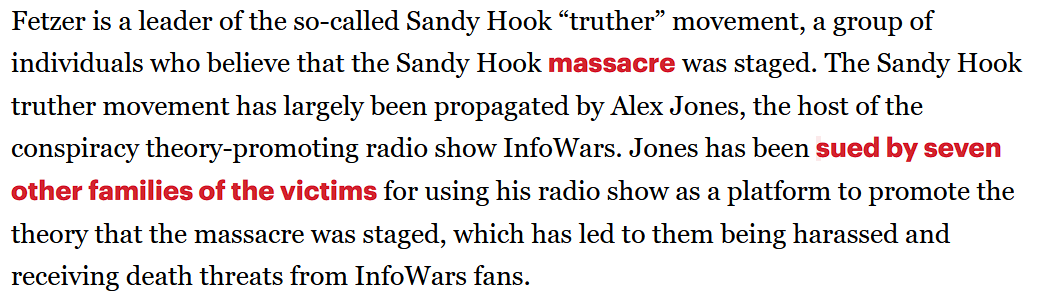 Fetzer is a leader of the so-called Sandy Hook “truther” movement, a group of
individuals who believe that the Sandy Hook massacre was staged. The Sandy Hook
truther movement has largely been propagated by Alex Jones, the host of the
conspiracy theory-promoting radio show InfoWars. Jones has been sued by seven
other families of the victims for using his radio show as a platform to promote the
theory that the massacre was staged, which has led to them being harassed and
receiving death threats from InfoWars fans.